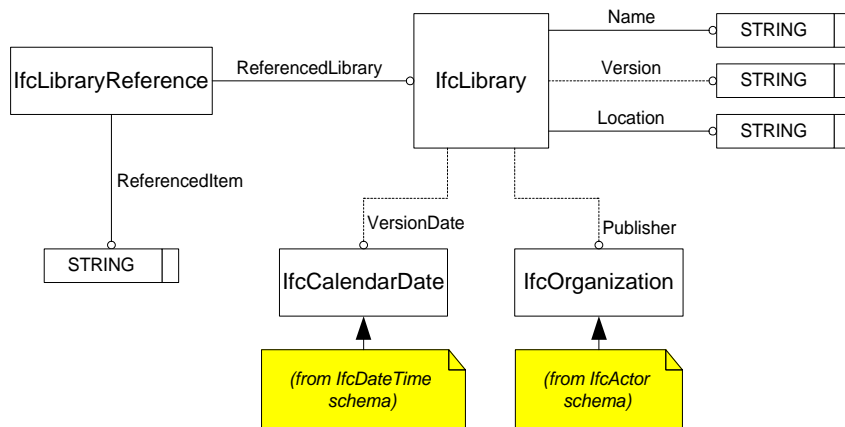 Name
STRING
IfcLibraryReference
ReferencedLibrary
IfcLibrary
Version
STRING
Location
STRING
ReferencedItem
VersionDate
Publisher
STRING
IfcCalendarDate
IfcOrganization
(from IfcDateTime
schema)
(from IfcActor
schema)